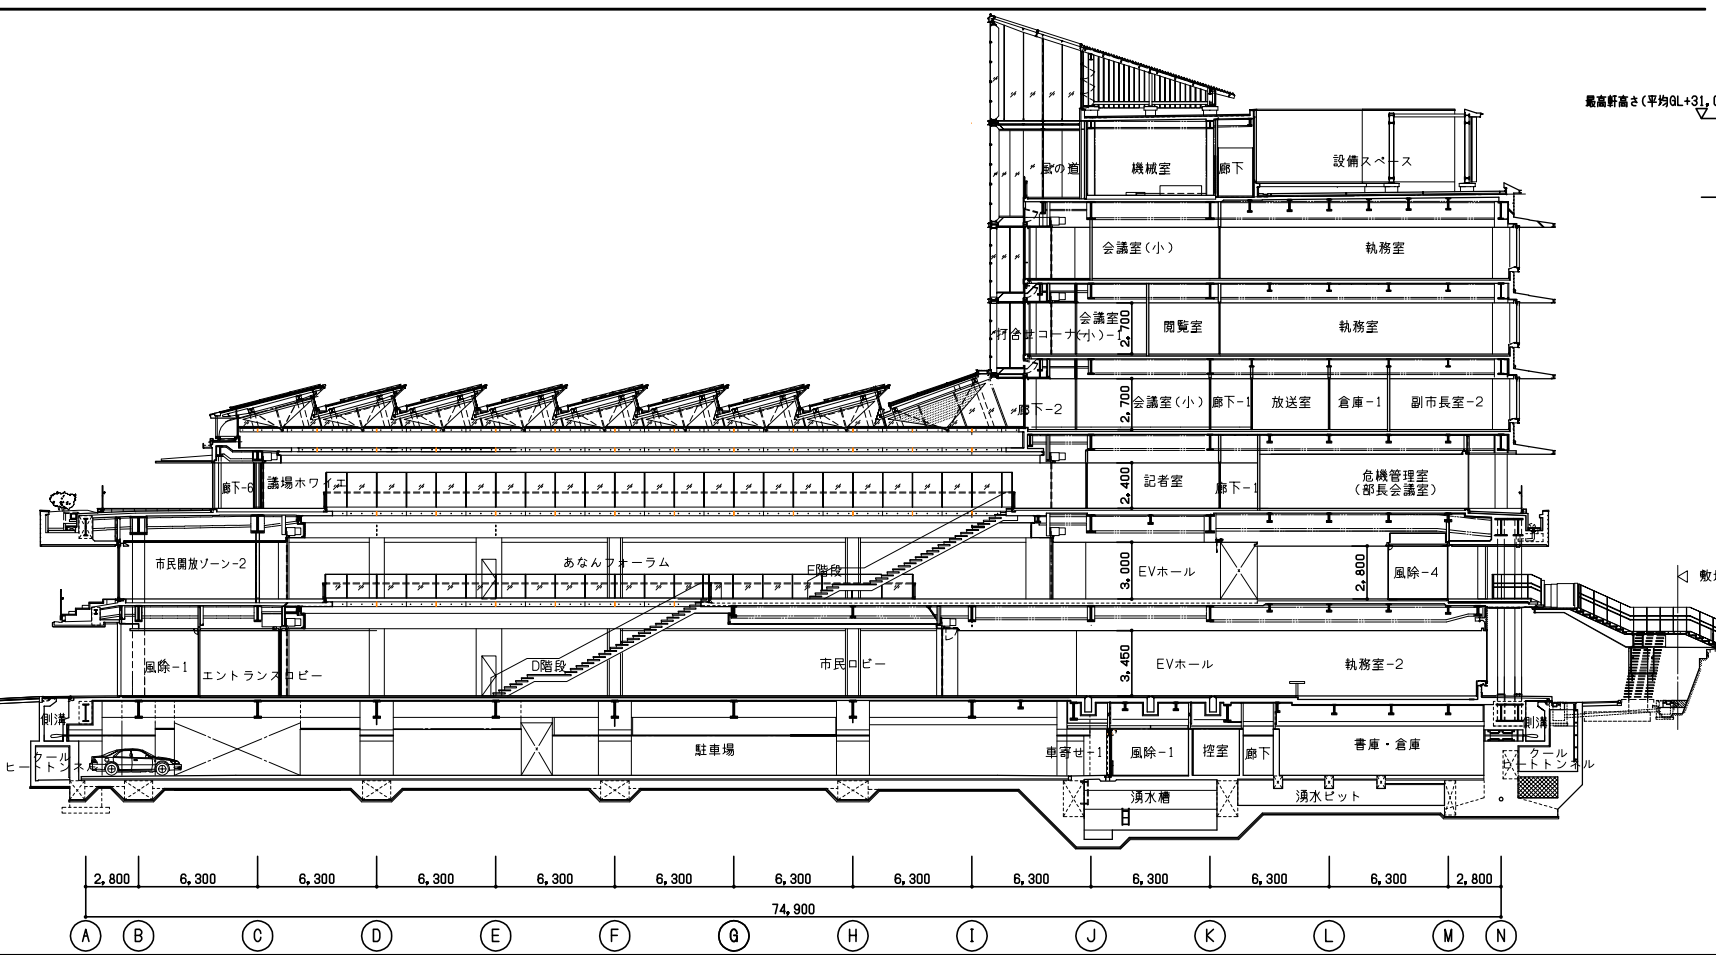 最高軒高さ(平均GL+31,0
風の道
機械室
廊下
設備スペース
会議室(小)
執務室
打合せコーナー
会議室
(小)-1
2,700
閲覧室
執務室
廊下-2
2,700
会議室(小)
廊下-1
放送室
倉庫-1
副市長室-2
廊下-6
議場ホワイエ
2,400
記者室
廊下-1
危機管理室
(部長会議室)
市民開放ゾーン-2
あなんフォーラム
E階段
3,000
EVホール
2,800
風除-4
敷地
風除-1
エントランスロビー
D階段
市民ロビー
3,450
EVホール
執務室-2
側溝
クール
ヒートトンネル
駐車場
車寄せ-1
風除-1
控室
廊下
書庫・倉庫
側溝
クール
ヒートトンネル
湧水槽
湧水ピット
2,800
6,300
6,300
6,300
6,300
6,300
6,300
6,300
6,300
6,300
6,300
6,300
2,800
74,900
A
B
C
D
E
F
G
H
I
J
K
L
M
N